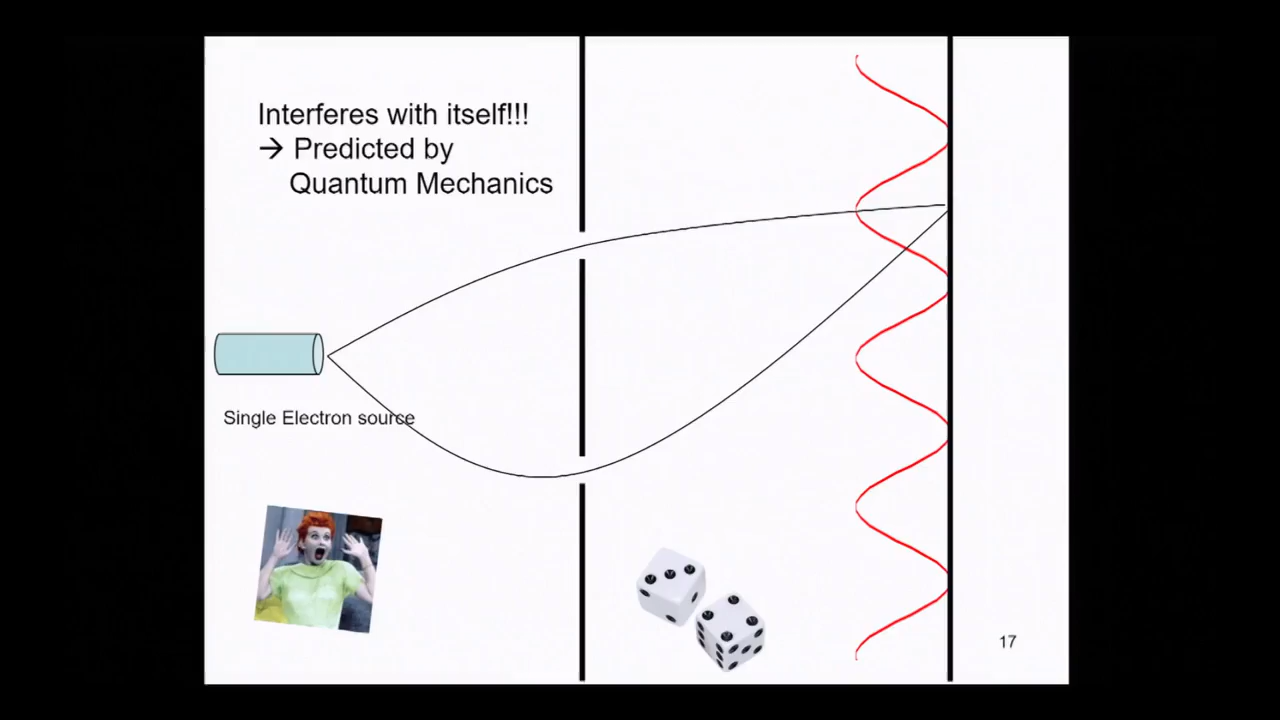 Interferes with itself!!!
→ Predicted by
Quantum Mechanics
Single Electron source
17